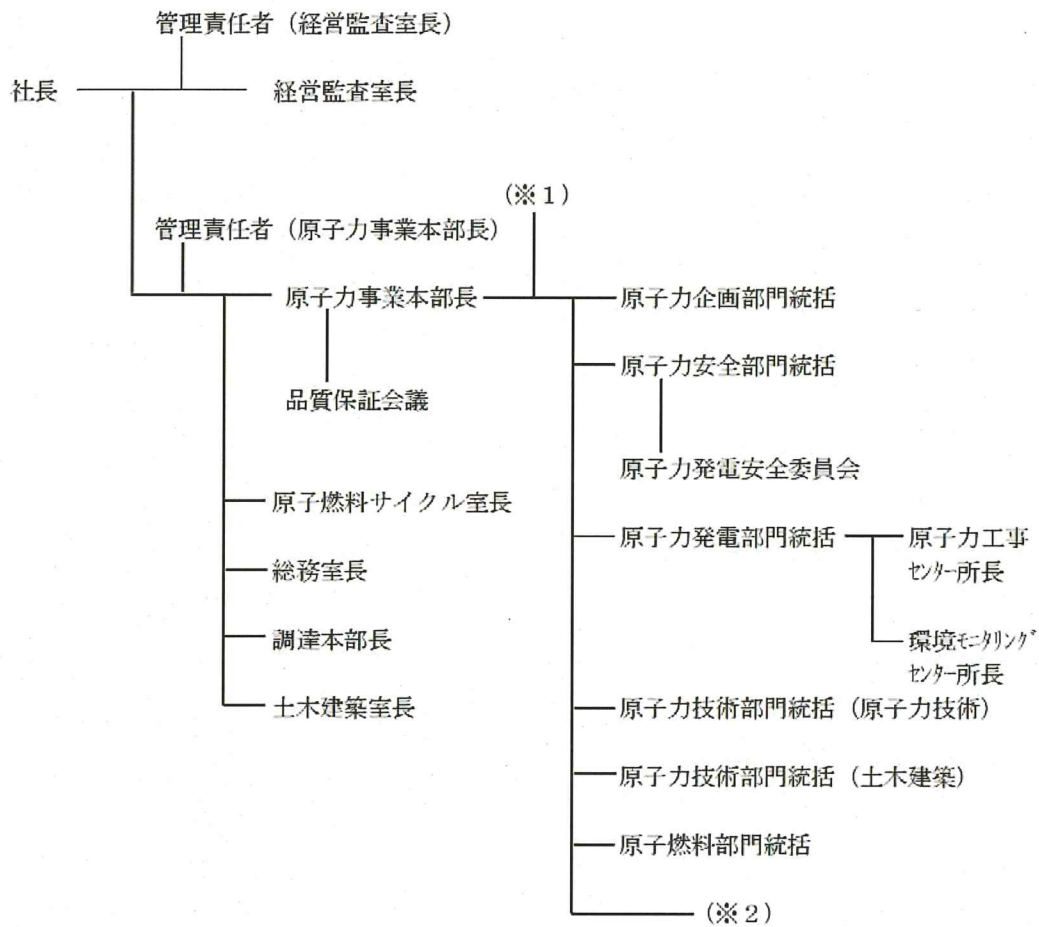 管理責任者（経営監査室長）
社長
経営監査室長
（※１）
管理責任者（原子力事業本部長）
原子力事業本部長
原子力企画部門統括
原子力安全部門統括
品質保証会議
原子力発電安全委員会
原子燃料サイクル室長
原子力発電部門統括
原子力工事
ｾﾝﾀｰ所長
総務室長
調達本部長
環境ﾓﾆﾀﾘﾝｸﾞ
ｾﾝﾀｰ所長
土木建築室長
原子力技術部門統括（原子力技術）
原子力技術部門統括（土木建築）
原子燃料部門統括
（※２）